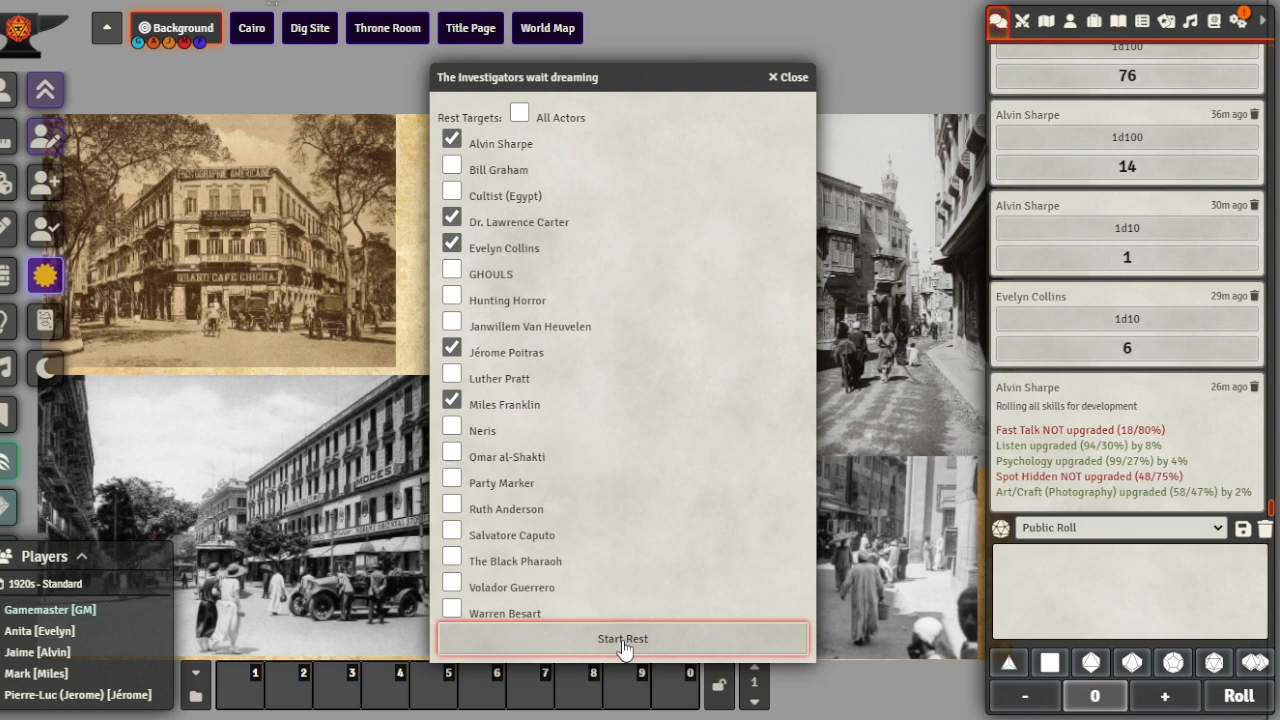 Background
Cairo
Dig Site
Throne Room
Title Page
World Map
G A J M P
PHOTOGRAPHIE AMERICAINE
GRAND CAFE CHICHA
MODES
The Investigators wait dreaming
Close
Rest Targets:
All Actors
Alvin Sharpe
Bill Graham
Cultist (Egypt)
Dr. Lawrence Carter
Evelyn Collins
GHOULS
Hunting Horror
Janwillem Van Heuvelen
Jérome Poitras
Luther Pratt
Miles Franklin
Neris
Omar al-Shakti
Party Marker
Ruth Anderson
Salvatore Caputo
The Black Pharaoh
Volador Guerrero
Warren Besart
Start Rest
Players
1920s - Standard
Gamemaster [GM]
Anita [Evelyn]
Jaime [Alvin]
Mark [Miles]
Pierre-Luc (Jerome) [Jérome]
1 2 3 4 5 6 7 8 9 0
1
1d100
76
Alvin Sharpe 36m ago
1d100
14
Alvin Sharpe 30m ago
1d10
1
Evelyn Collins 29m ago
1d10
6
Alvin Sharpe 26m ago
Rolling all skills for development
Fast Talk NOT upgraded (18/80%)
Listen upgraded (94/30%) by 8%
Psychology upgraded (99/27%) by 4%
Spot Hidden NOT upgraded (48/75%)
Art/Craft (Photography) upgraded (58/47%) by 2%
Public Roll
- 0 + Roll